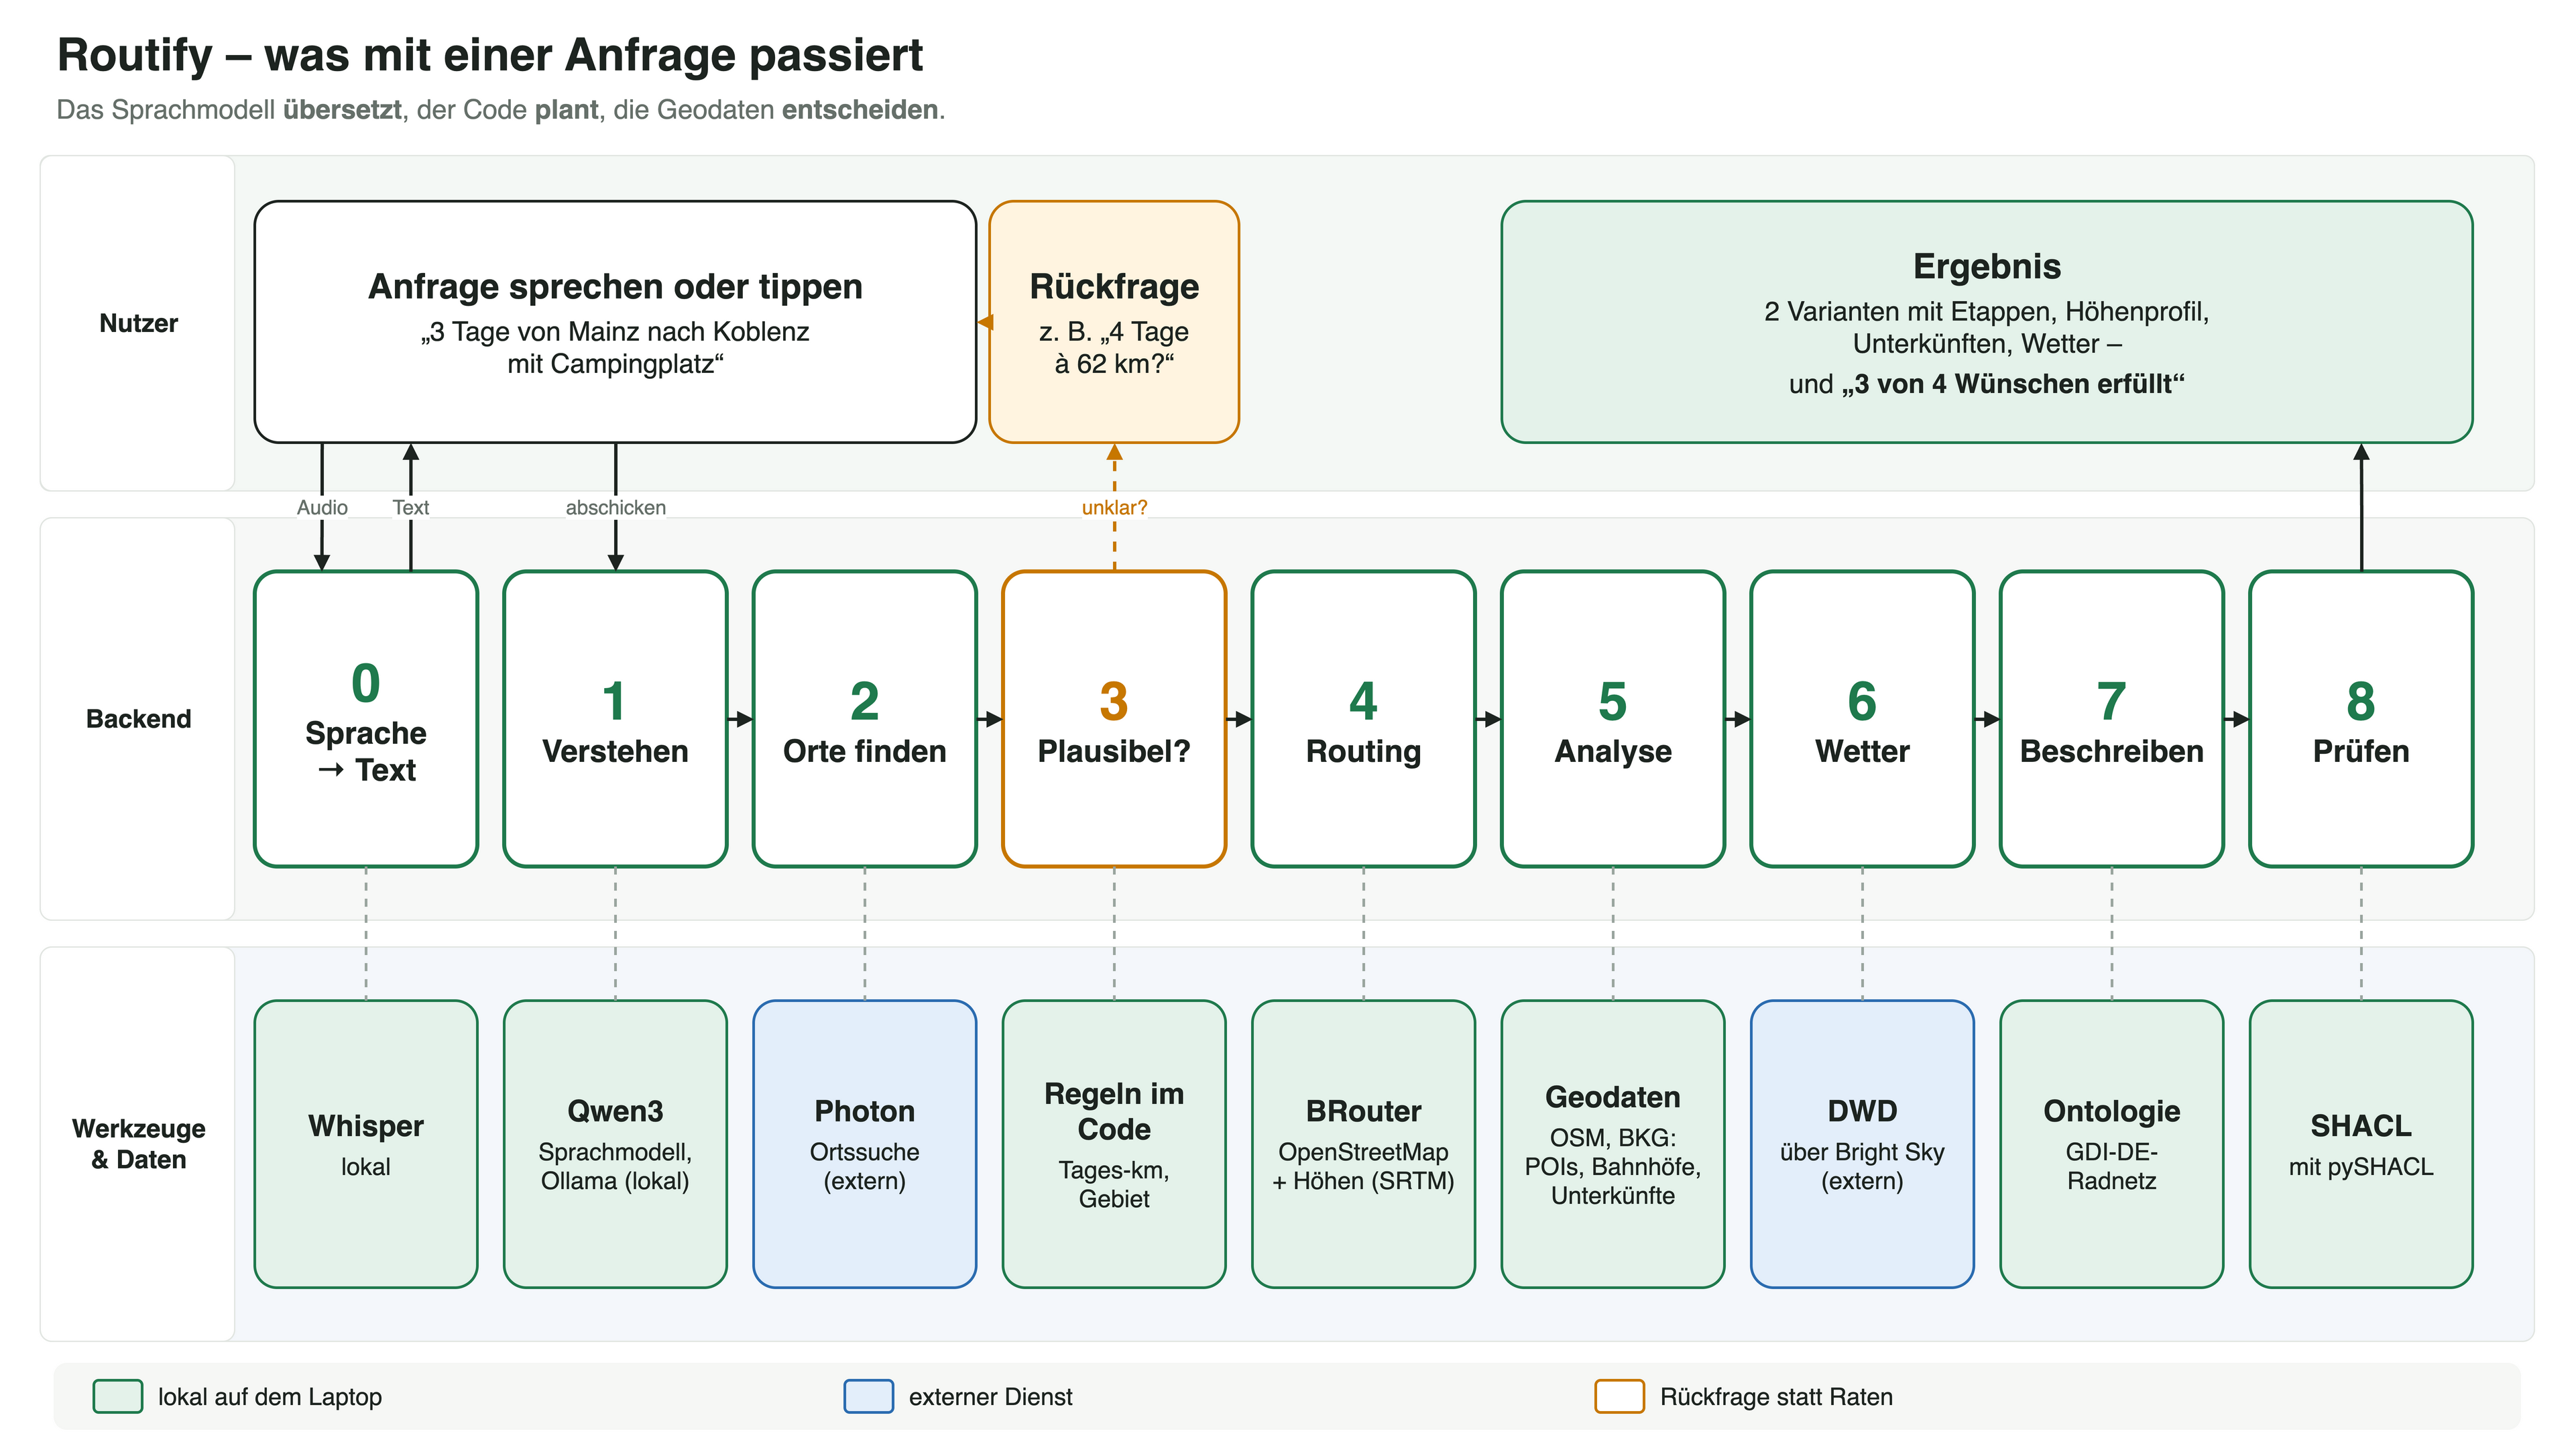 Routify – was mit einer Anfrage passiert
Das Sprachmodell übersetzt, der Code plant, die Geodaten entscheiden.
Nutzer
Anfrage sprechen oder tippen
„3 Tage von Mainz nach Koblenz
mit Campingplatz“
Rückfrage
z. B. „4 Tage
à 62 km?“
Ergebnis
2 Varianten mit Etappen, Höhenprofil,
Unterkünften, Wetter –
und „3 von 4 Wünschen erfüllt“
Audio
Text
abschicken
unklar?
Backend
0
Sprache
→ Text
1
Verstehen
2
Orte finden
3
Plausibel?
4
Routing
5
Analyse
6
Wetter
7
Beschreiben
8
Prüfen
Werkzeuge
& Daten
Whisper
lokal
Qwen3
Sprachmodell,
Ollama (lokal)
Photon
Ortssuche
(extern)
Regeln im
Code
Tages-km,
Gebiet
BRouter
OpenStreetMap
+ Höhen (SRTM)
Geodaten
OSM, BKG:
POIs, Bahnhöfe,
Unterkünfte
DWD
über Bright Sky
(extern)
Ontologie
GDI-DE-
Radnetz
SHACL
mit pySHACL
lokal auf dem Laptop
externer Dienst
Rückfrage statt Raten